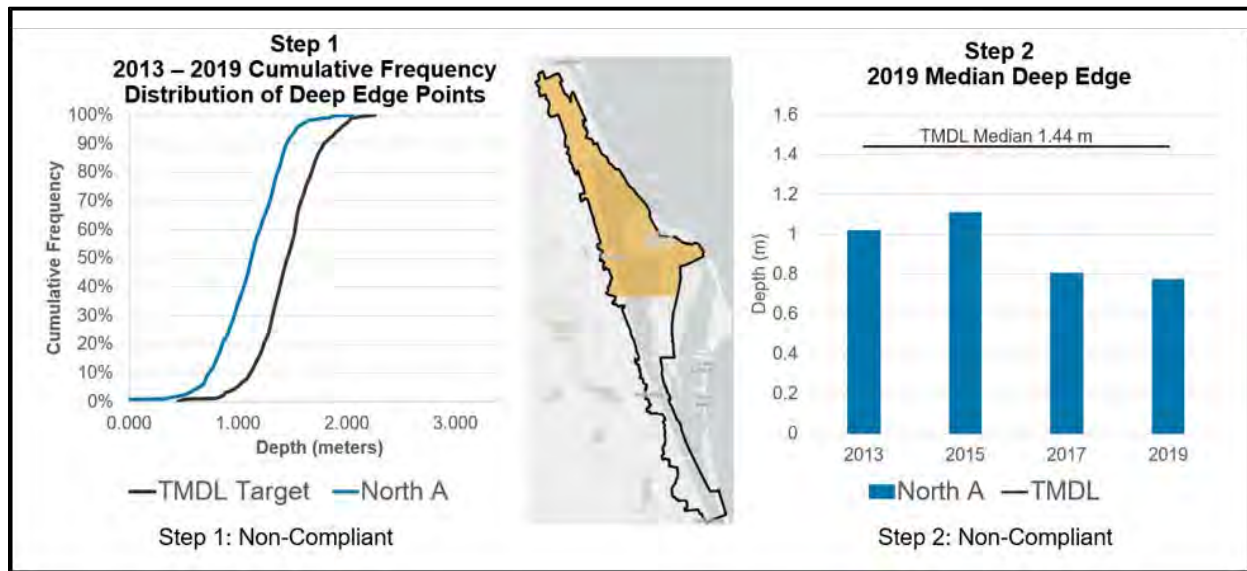 Step 1
2013 – 2019 Cumulative Frequency
Distribution of Deep Edge Points
100%
90%
80%
70%
60%
50%
40%
30%
20%
10%
0%
Cumulative Frequency
0.000 1.000 2.000 3.000
Depth (meters)
TMDL Target North A
Step 1: Non-Compliant
Step 2
2019 Median Deep Edge
1.6
1.4
1.2
1
0.8
0.6
0.4
0.2
0
Depth (m)
TMDL Median 1.44 m
2013 2015 2017 2019
North A TMDL
Step 2: Non-Compliant